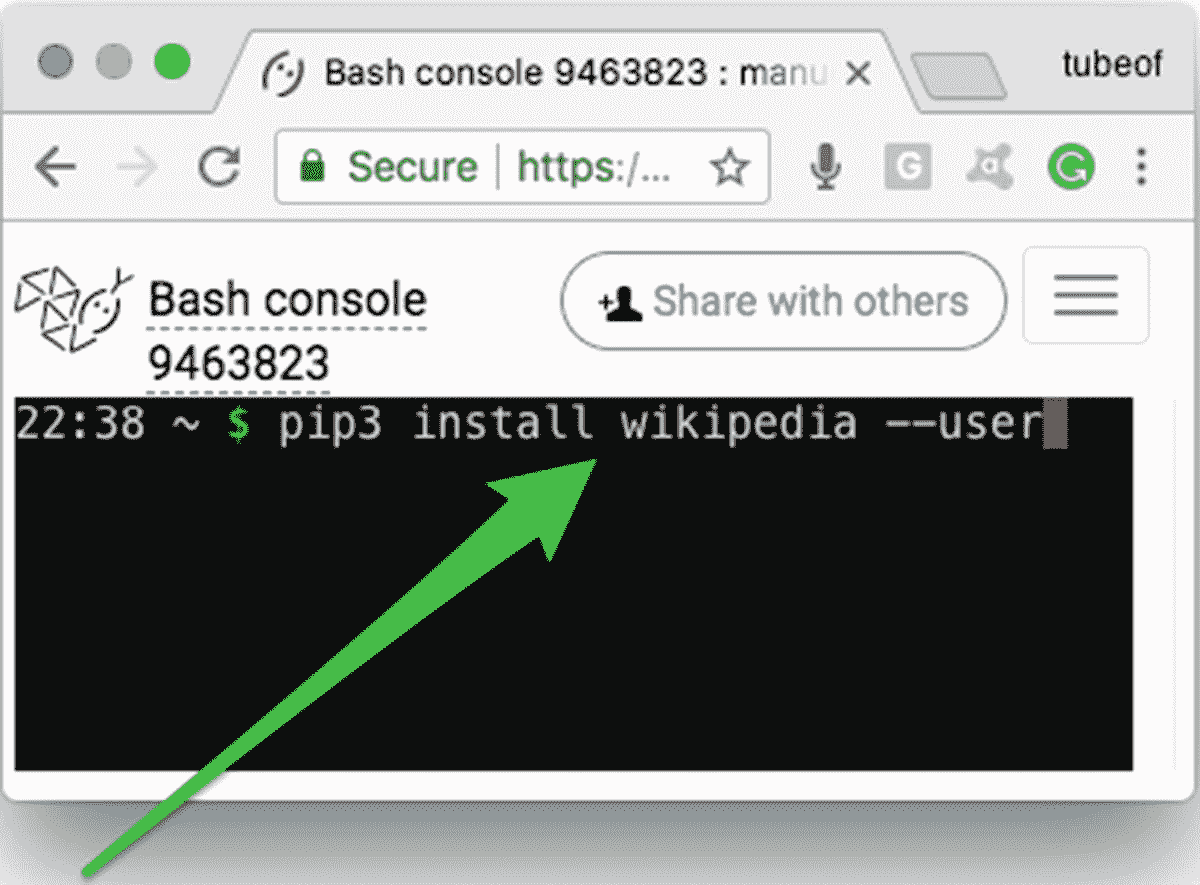 Bash console 9463823 : manu
tubeof
Secure https:/...
G
a
Bash console
9463823
Share with others
22:38 ~ $ pip3 install wikipedia --user